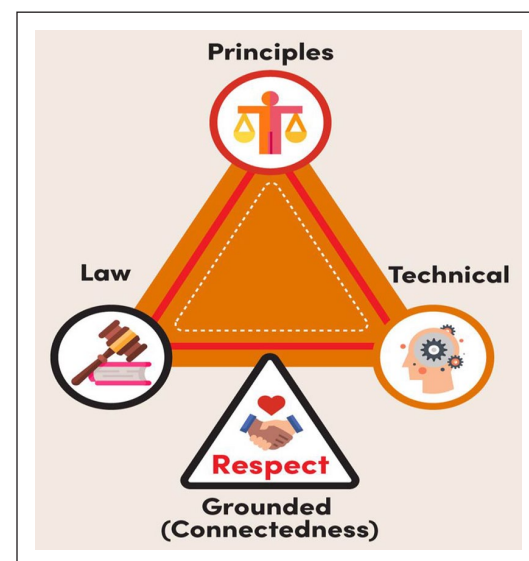 Principles
Law
Technical
Respect
Grounded
(Connectedness)